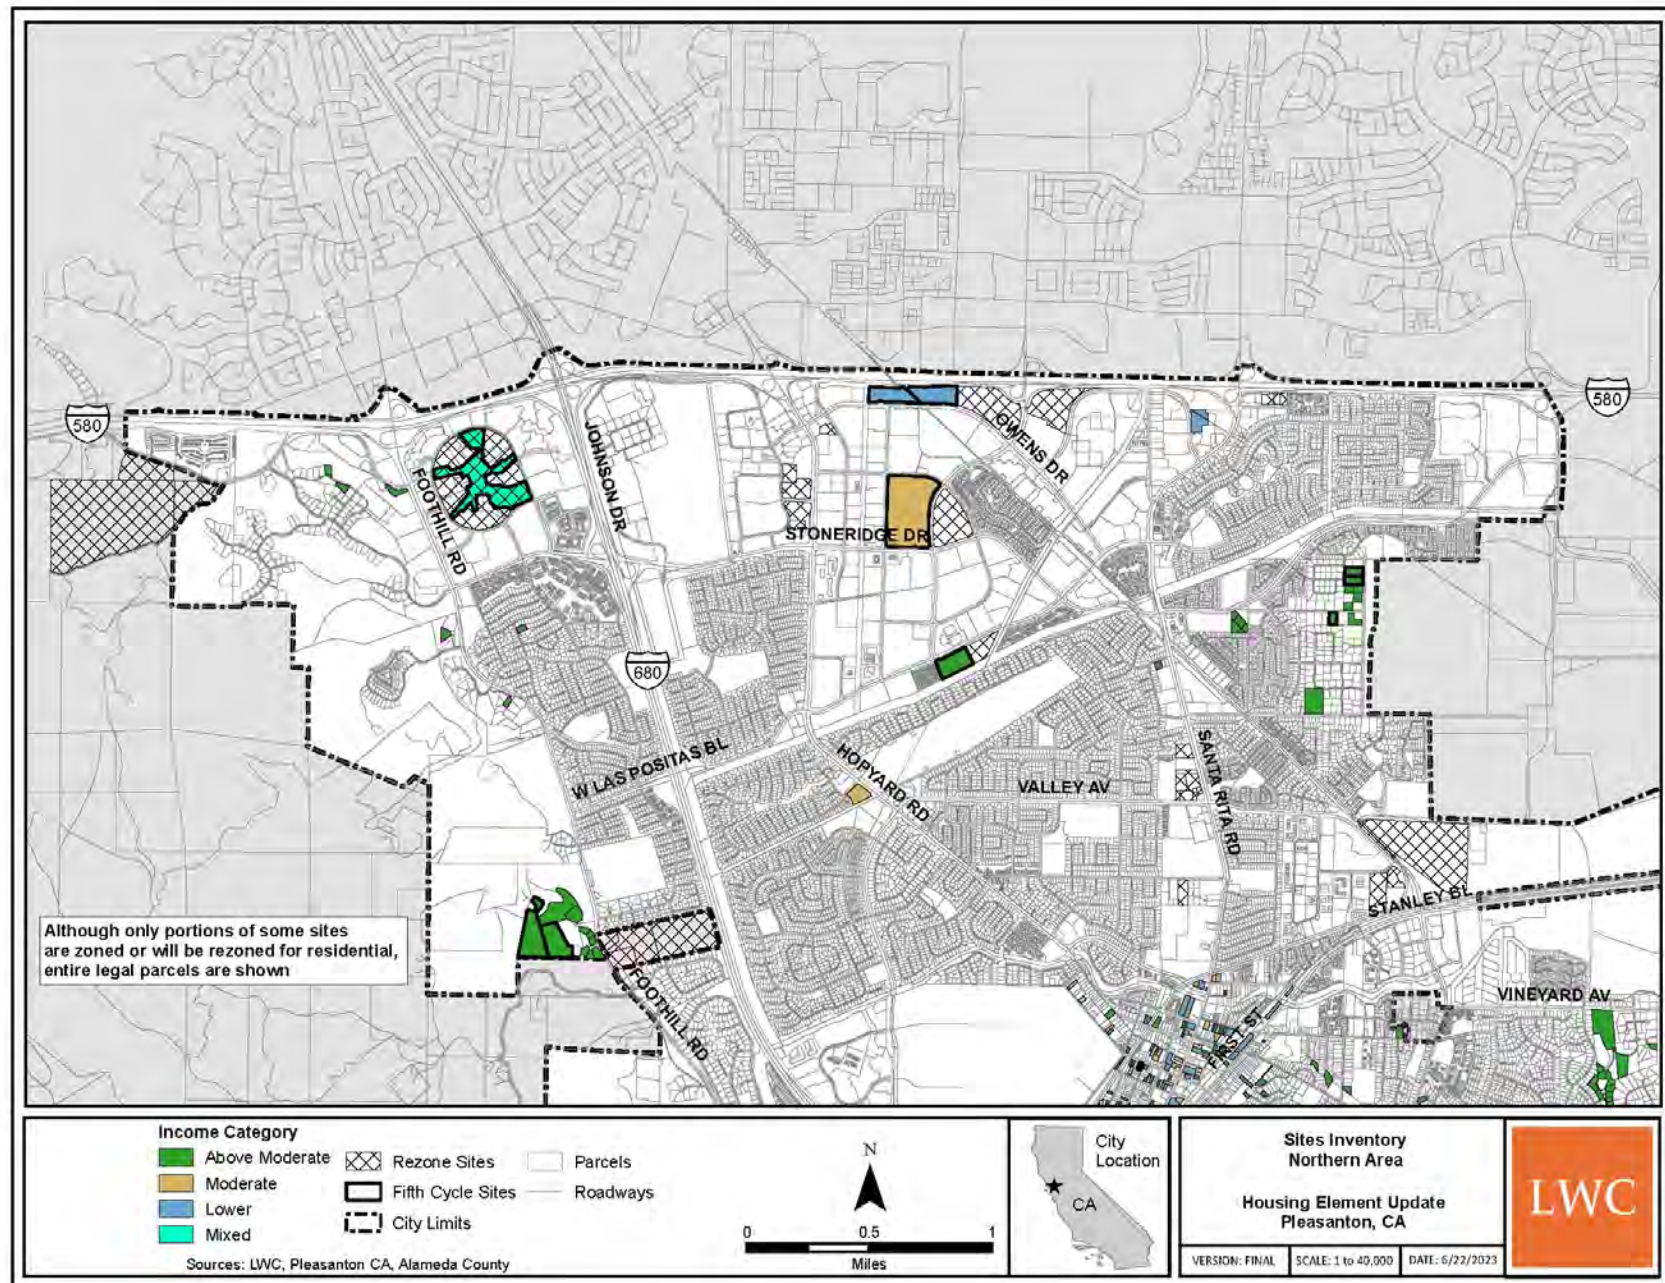 580
580
JOHNSON DR
OWENS DR
FOOTHILL RD
STONERIDGE DR
680
W LAS POSITAS BL
HOPYARD RD
VALLEY AV
SANTA RITA RD
STANLEY BL
Although only portions of some sites
are zoned or will be rezoned for residential,
entire legal parcels are shown
FOOTHILL RD
VINEYARD AV
FIRST ST
Income Category
Above Moderate
Moderate
Lower
Mixed
Rezone Sites
Fifth Cycle Sites
City Limits
Parcels
Roadways
Sources: LWC, Pleasanton CA, Alameda County
N
0 0.5 1
Miles
City
Location
CA
Sites Inventory
Northern Area
Housing Element Update
Pleasanton, CA
VERSION: FINAL SCALE: 1 to 40,000 DATE: 6/22/2023
LWC